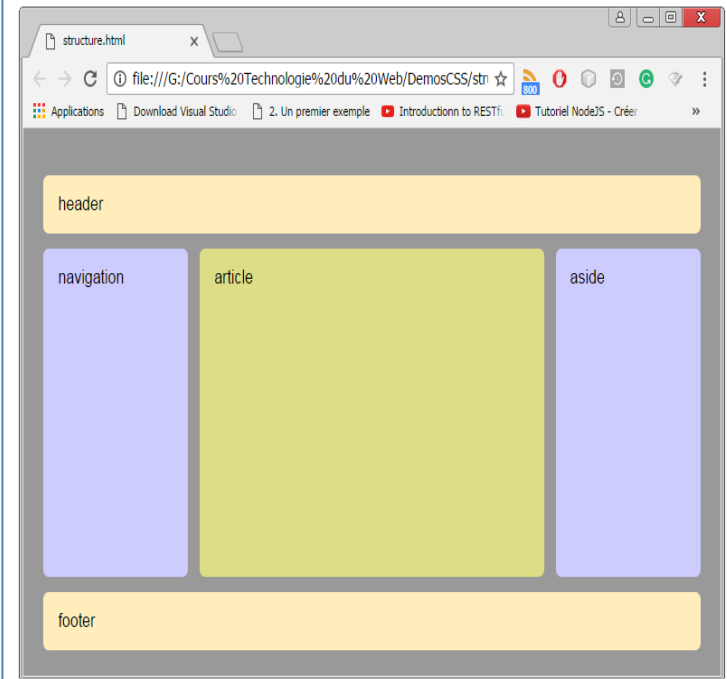 structure.html
file:///G:/Cours%20Technologie%20du%20Web/DemosCSS/stru
800
Applications Download Visual Studio 2. Un premier exemple Introductionn to RESTfu Tutoriel NodeJS - Créer
header
navigation article aside
footer